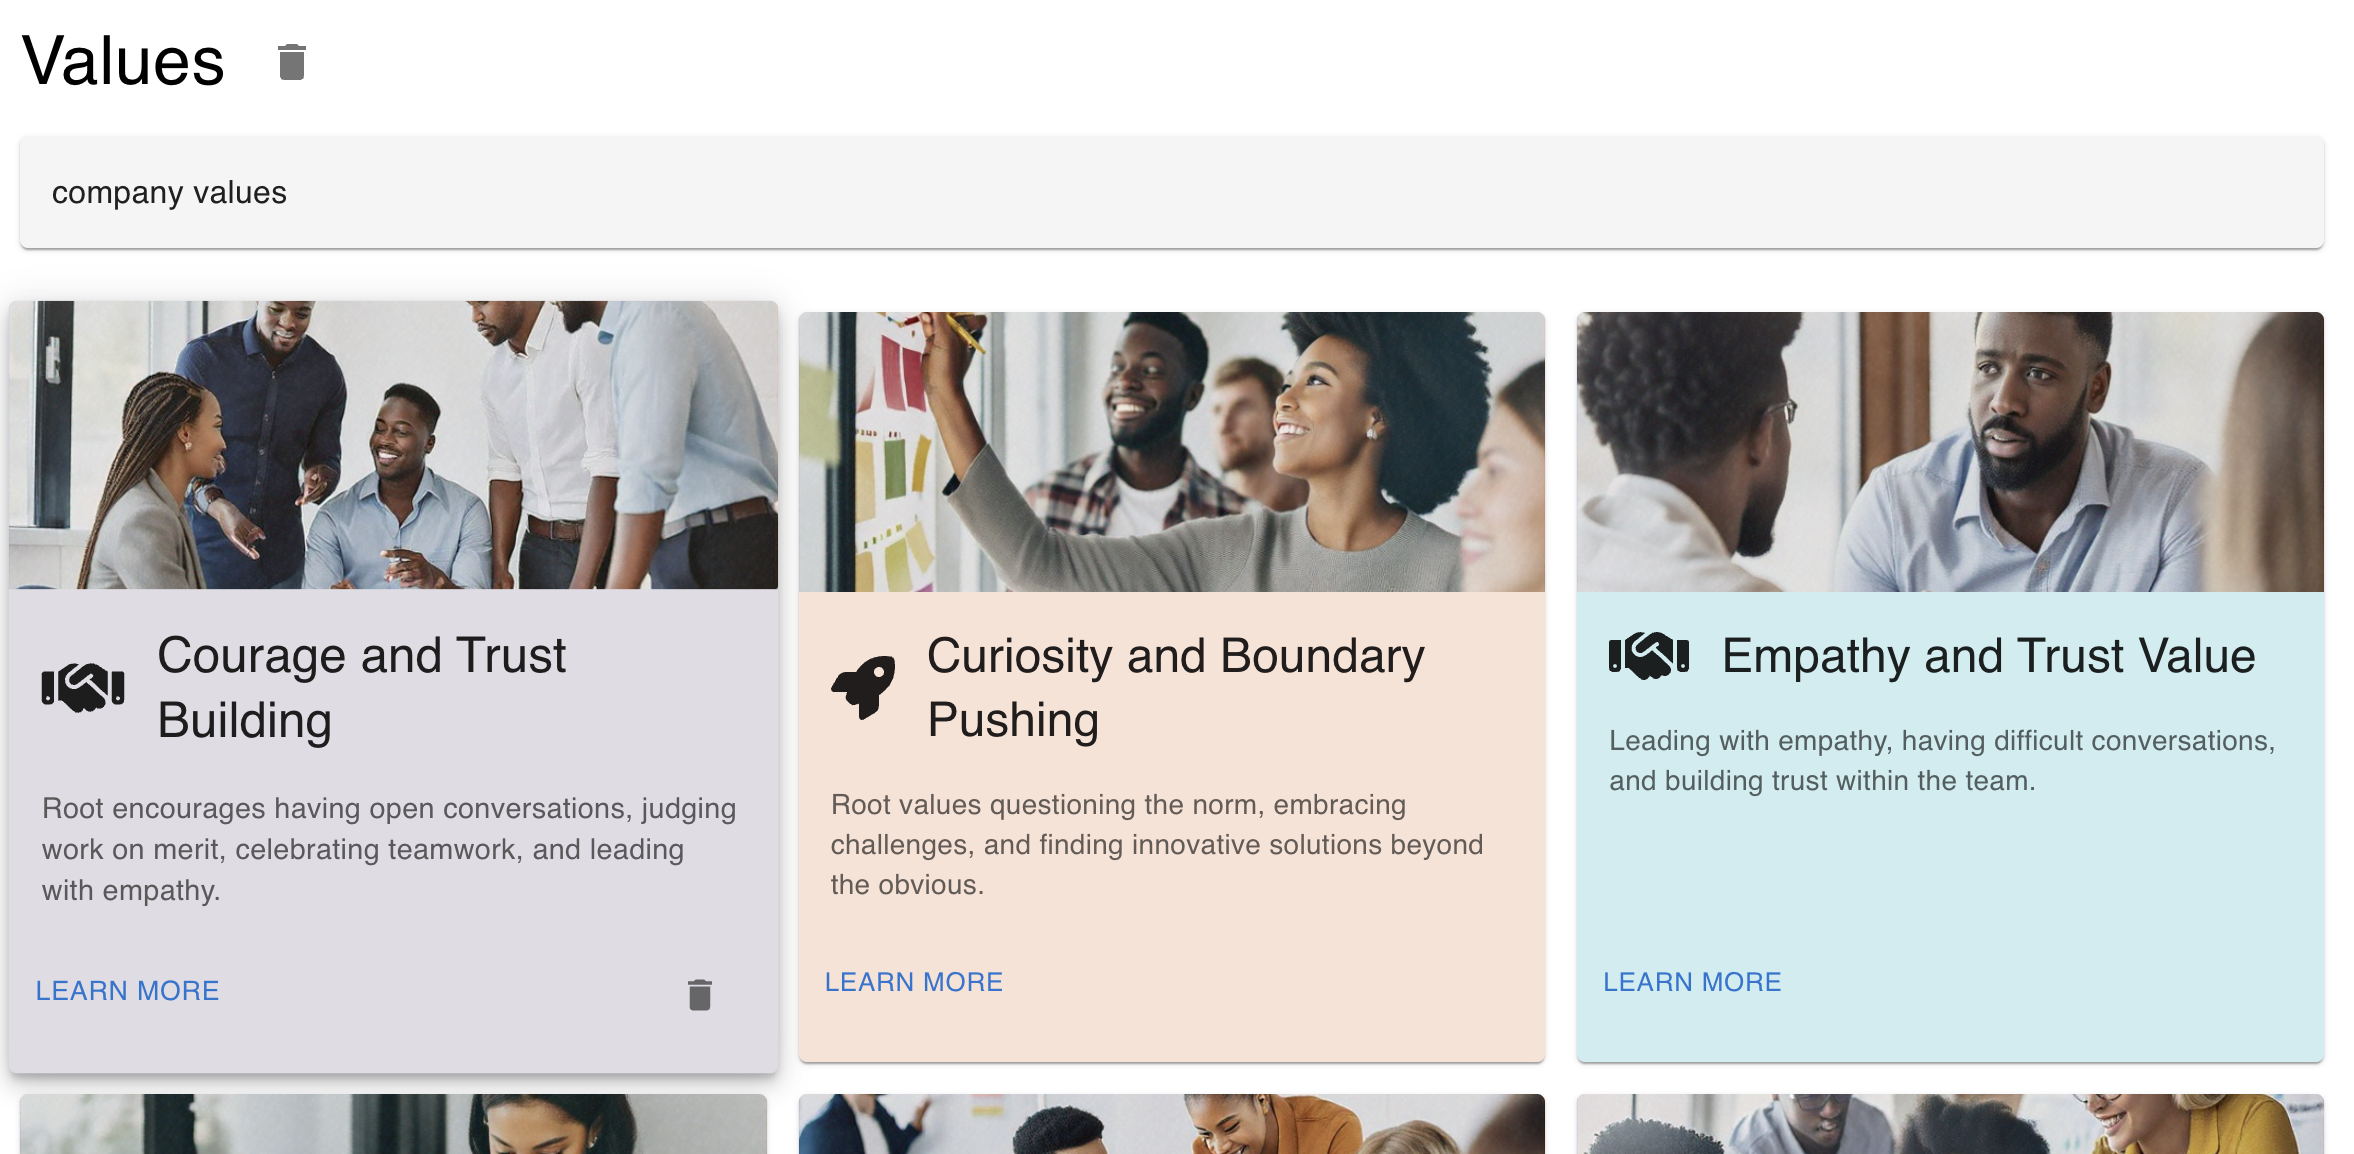 Values
company values
Courage and Trust
Building
Root encourages having open conversations, judging
work on merit, celebrating teamwork, and leading
with empathy.
LEARN MORE
Curiosity and Boundary
Pushing
Root values questioning the norm, embracing
challenges, and finding innovative solutions beyond
the obvious.
LEARN MORE
Empathy and Trust Value
Leading with empathy, having difficult conversations,
and building trust within the team.
LEARN MORE